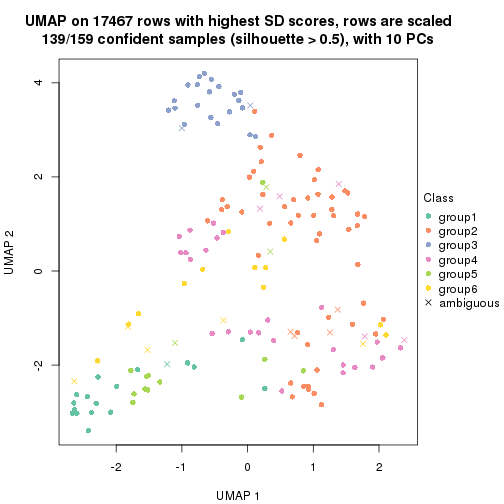 UMAP on 17467 rows with highest SD scores, rows are scaled
139/159 confident samples (silhouette > 0.5), with 10 PCs
4
2
0
-2
UMAP 2
-2
-1
0
1
2
UMAP 1
Class
group1
group2
group3
group4
group5
group6
ambiguous